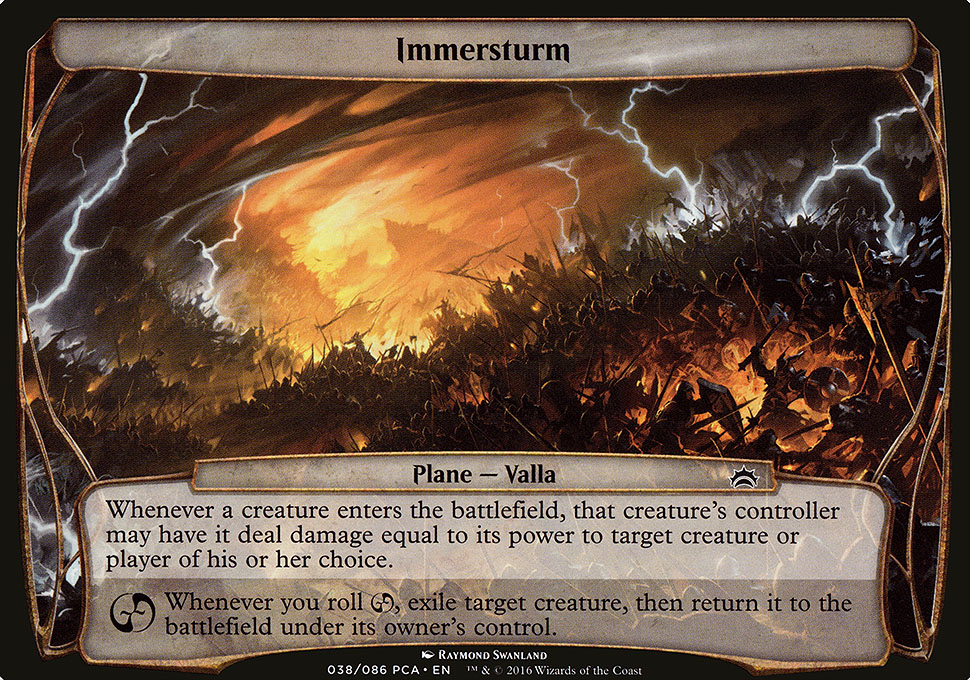 Immersturm
Plane — Valla
Whenever a creature enters the battlefield, that creature's controller
may have it deal damage equal to its power to target creature or
player of his or her choice.
Whenever you roll , exile target creature, then return it to the
battlefield under its owner's control.
Raymond Swanland
038/086 PCA • EN ™ & © 2016 Wizards of the Coast